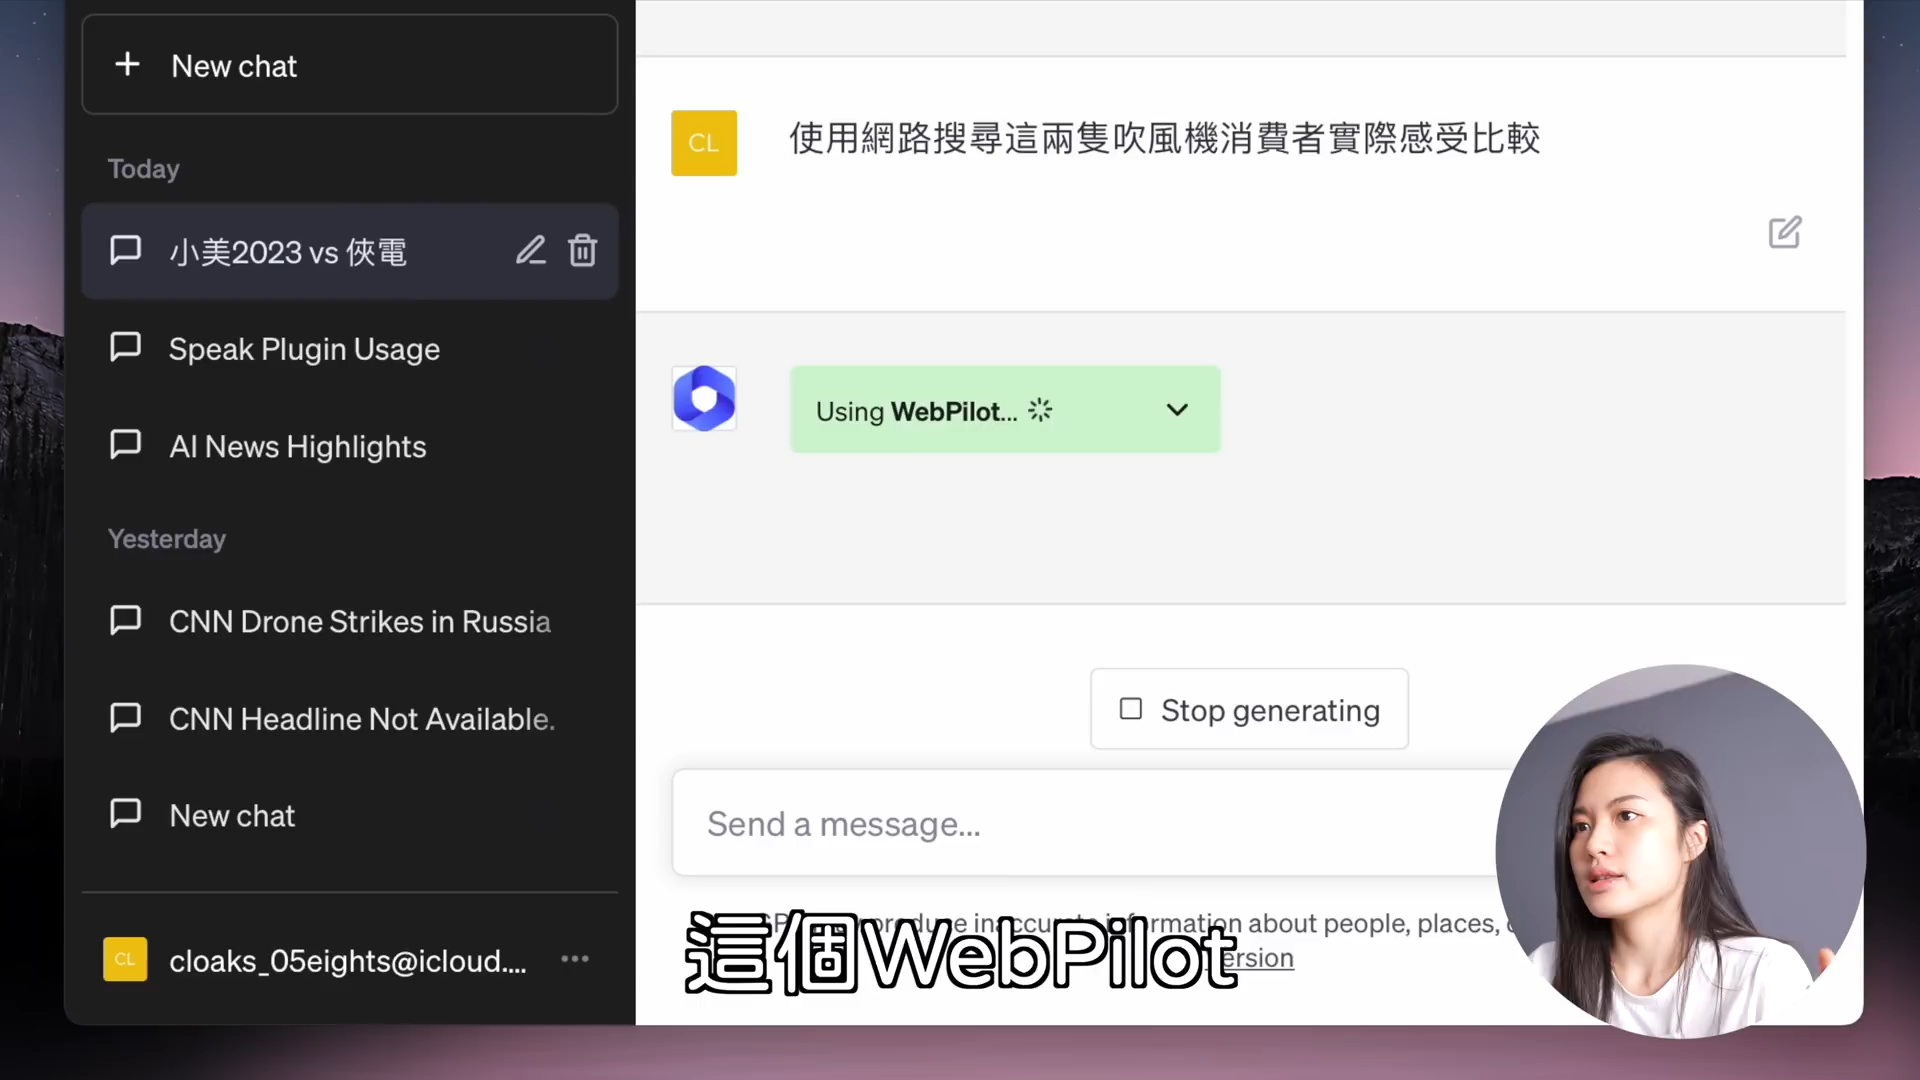 New chat
Today
小美2023 vs 俠電
Speak Plugin Usage
AI News Highlights
Yesterday
CNN Drone Strikes in Russia
CNN Headline Not Available.
New chat
CL
cloaks_05eights@icloud....
CL
使用網路搜尋這兩隻吹風機消費者實際感受比較
Using WebPilot...
Stop generating
Send a message...
information about people, places,
這個WebPilot